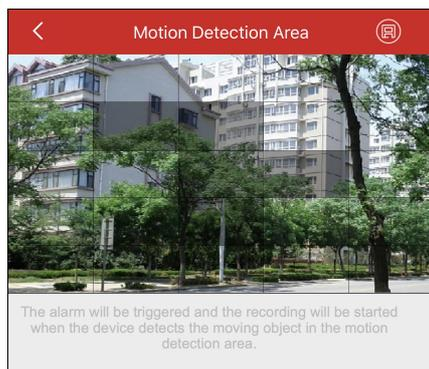 Motion Detection Area
The alarm will be triggered and the recording will be started
when the device detects the moving object in the motion
detection area.